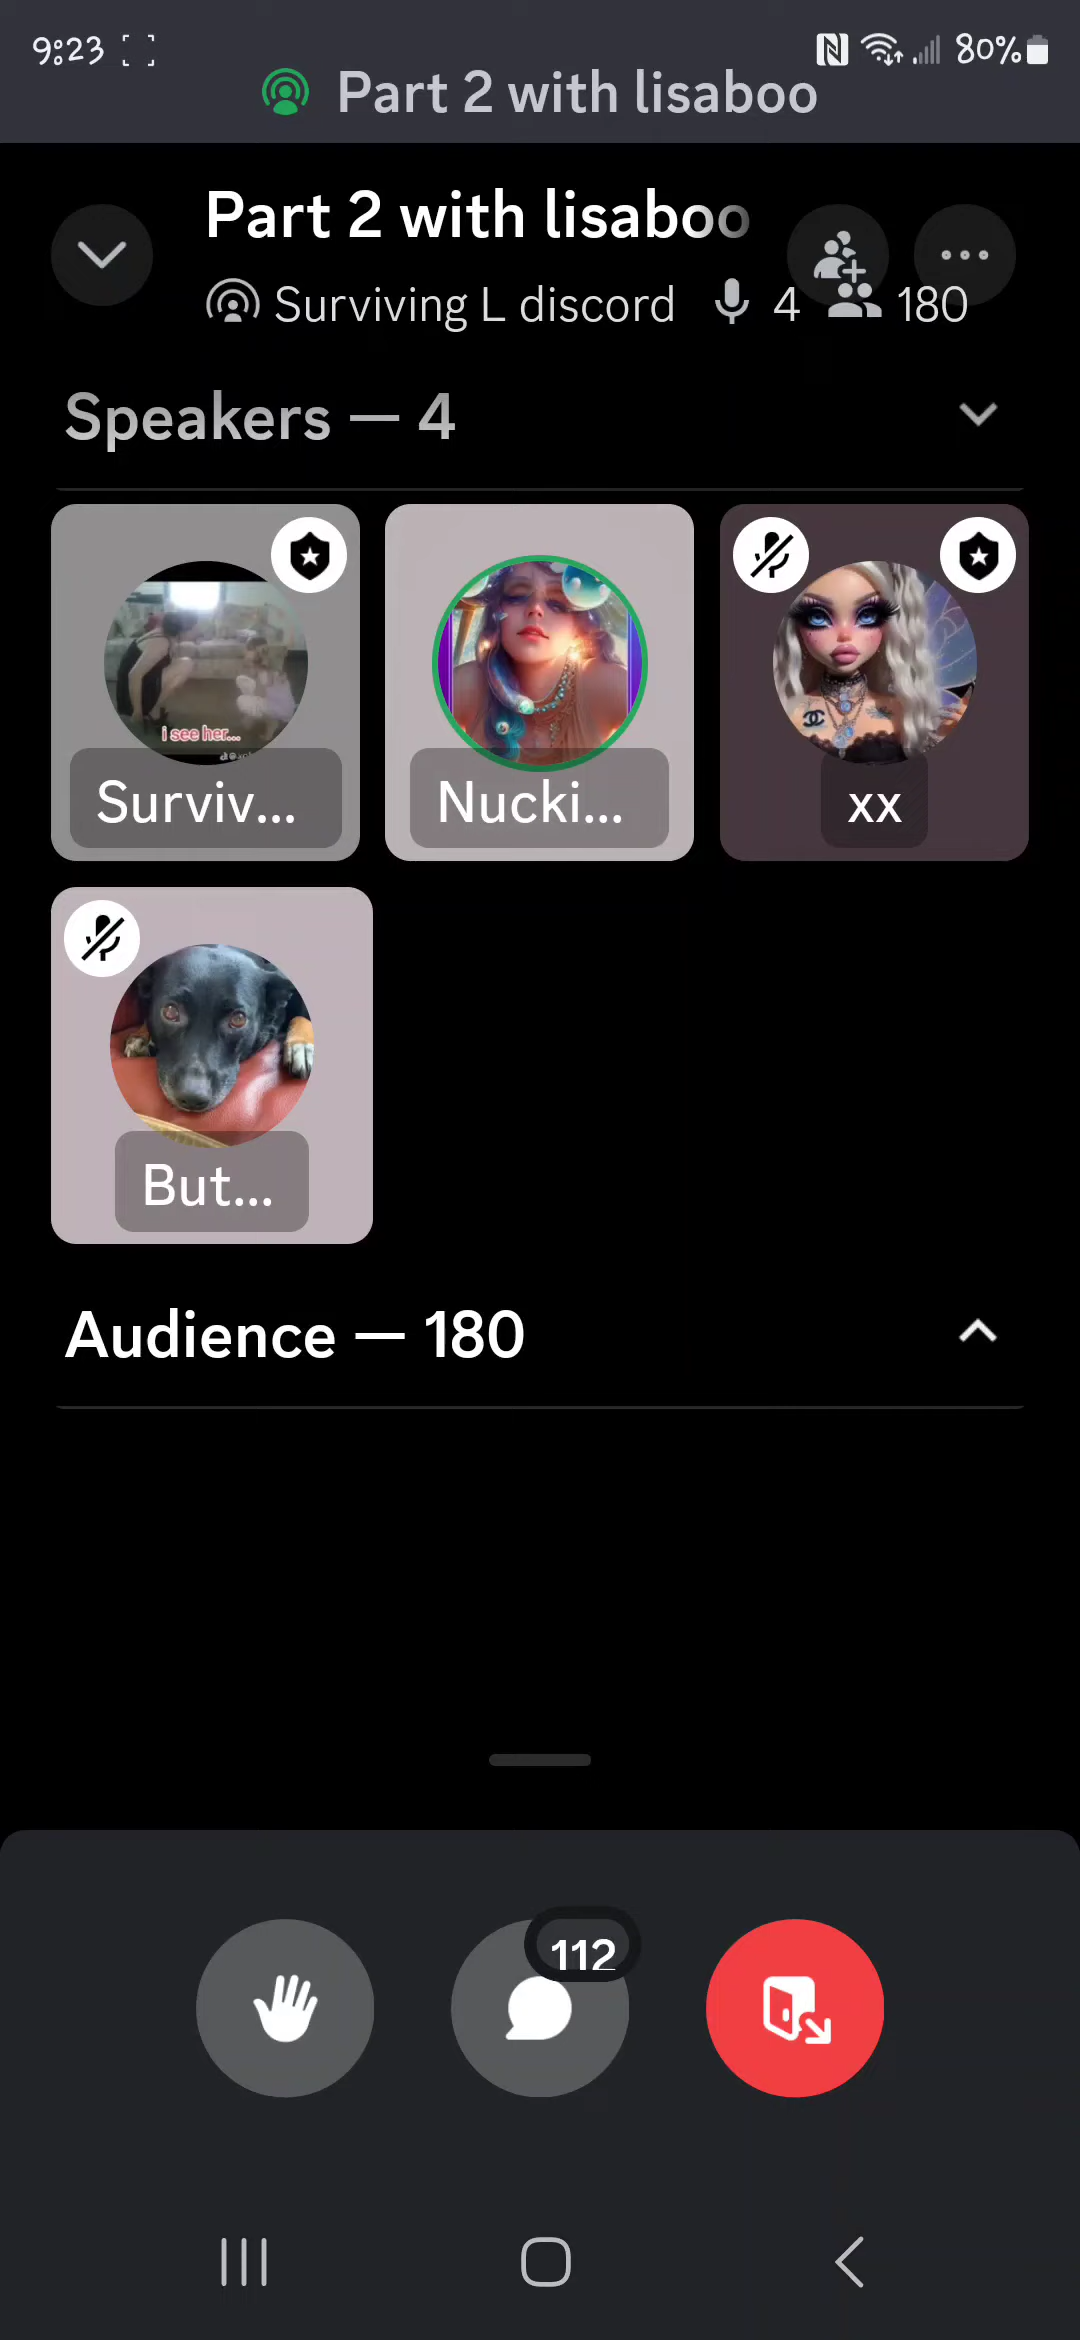 9:23
80%
Part 2 with lisaboo
Part 2 with lisaboo
Surviving L discord 4 180
Speakers — 4
i see her...
Surviv...
Nucki...
xx
But...
Audience — 180
112